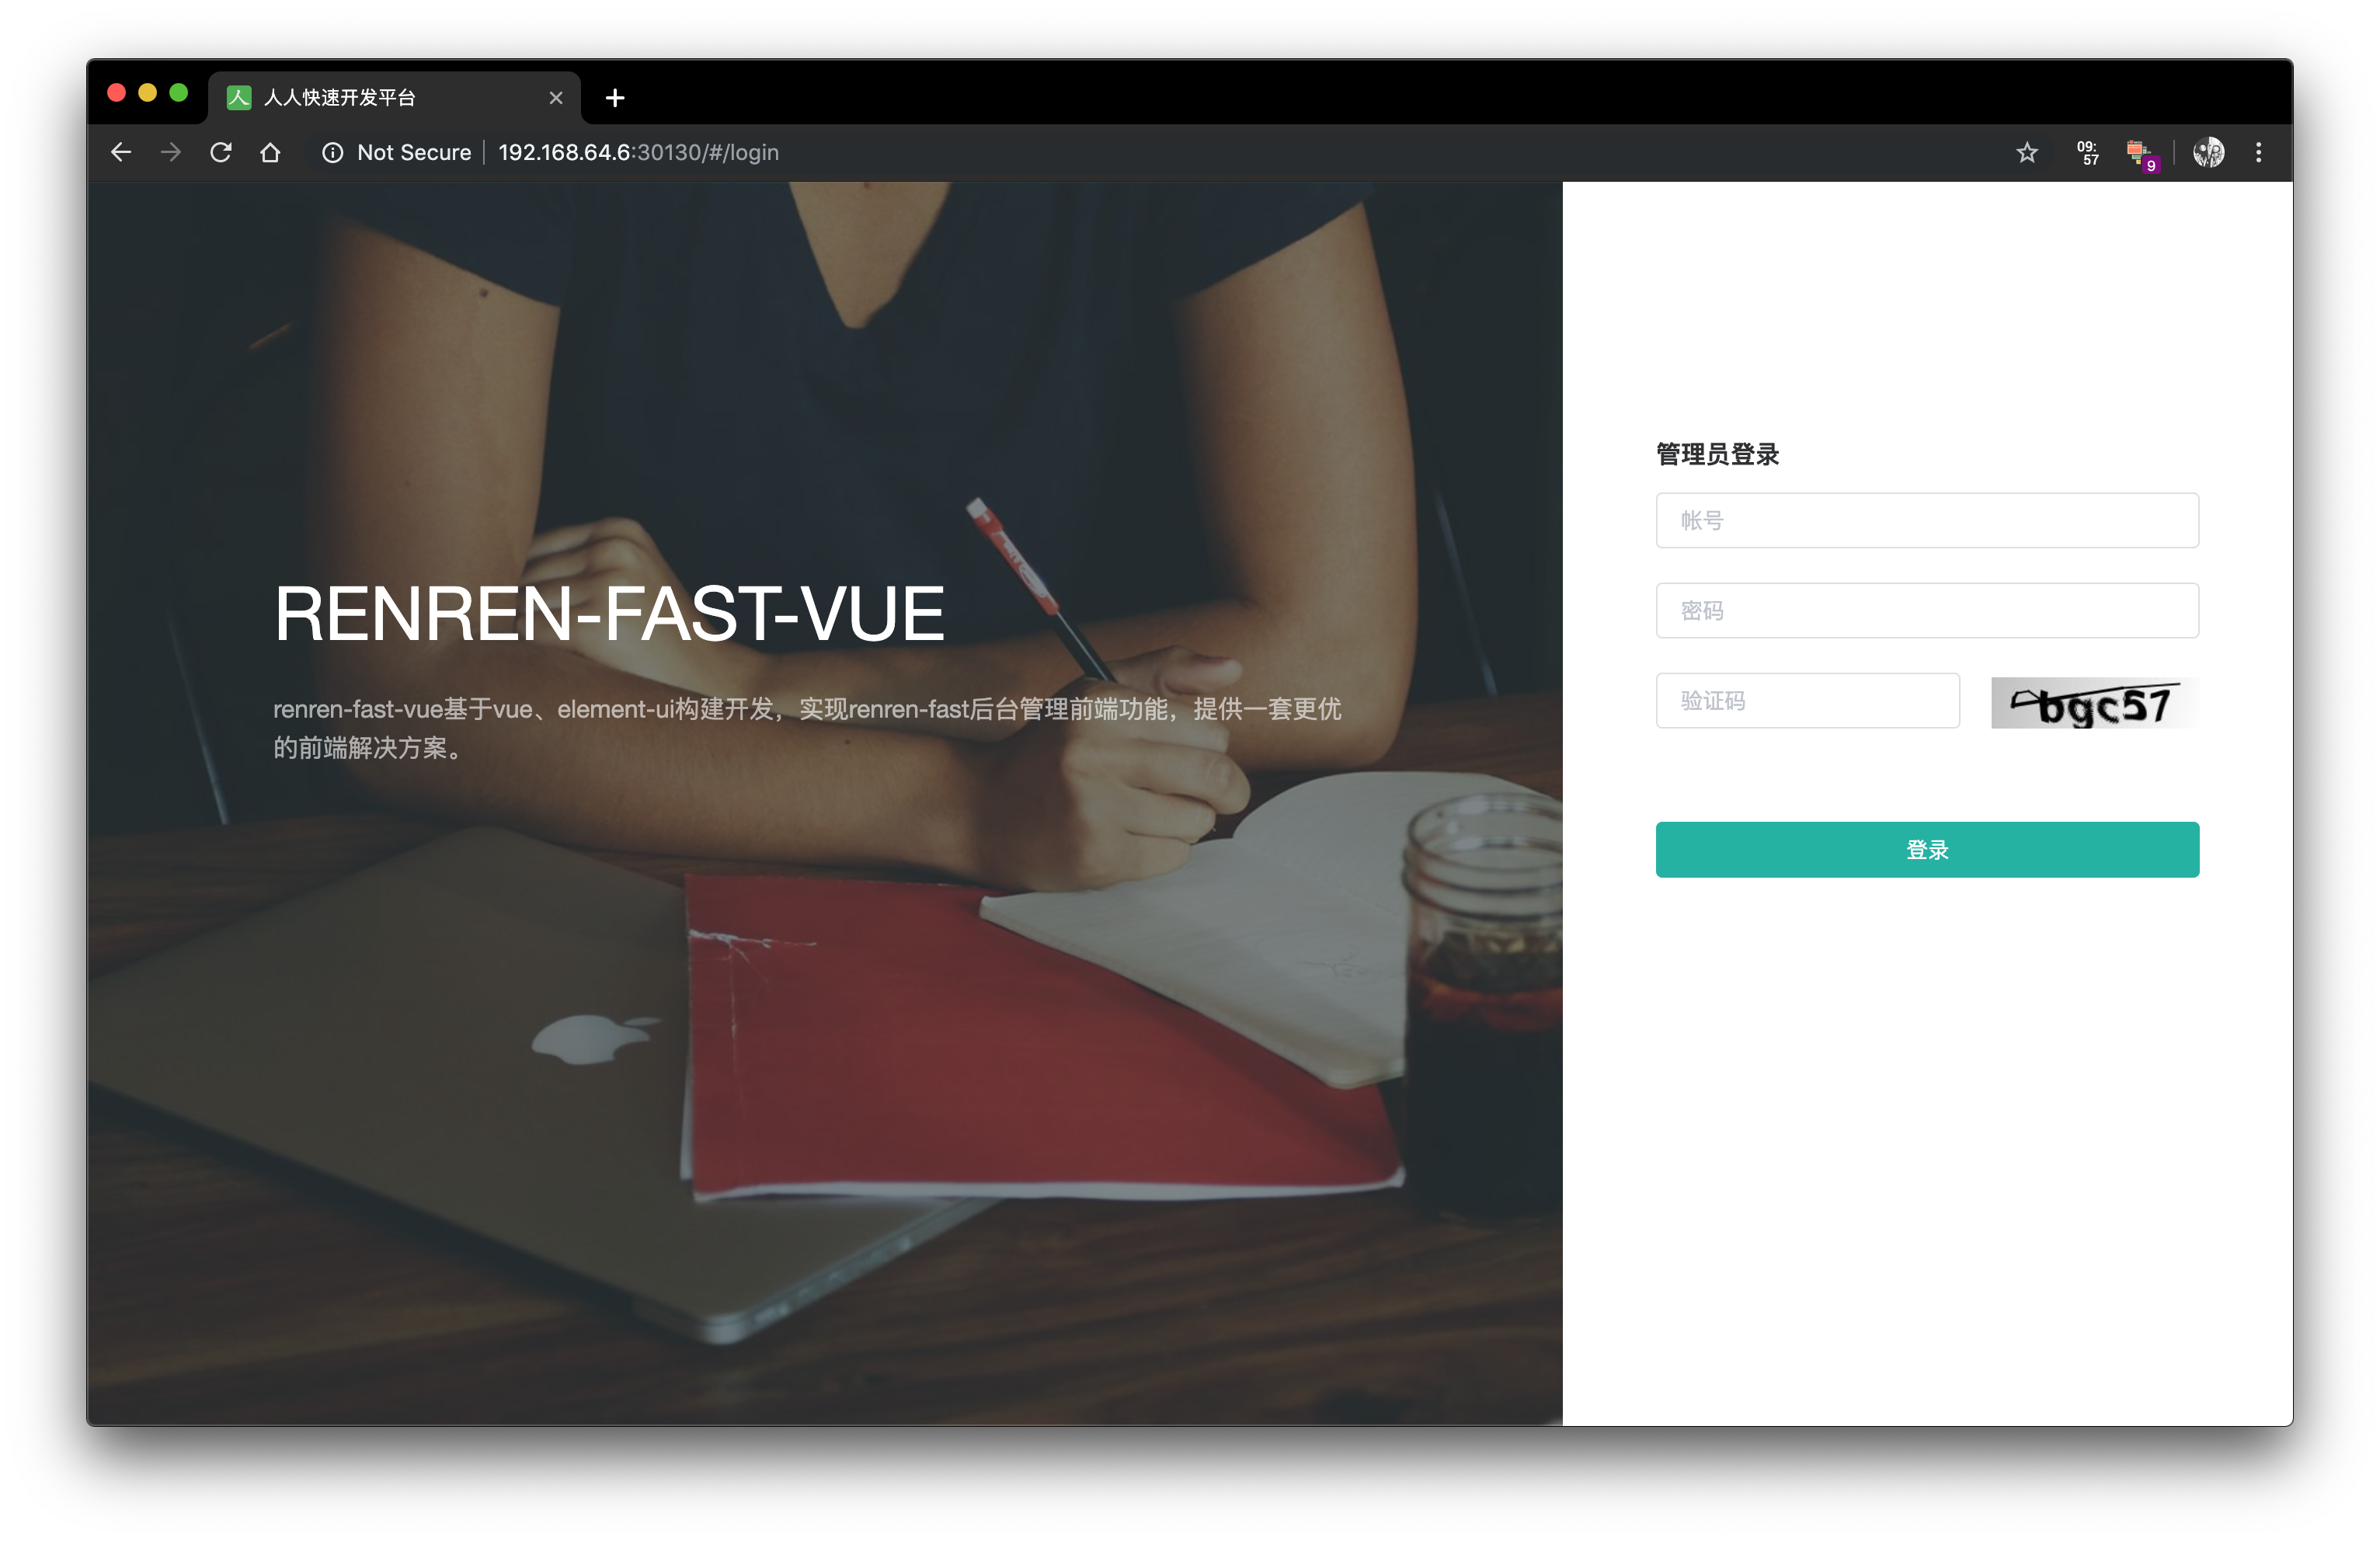 人人快速开发平台
Not Secure 192.168.64.6:30130/#/login
09:
57
9
RENREN-FAST-VUE
renren-fast-vue基于vue、element-ui构建开发，实现renren-fast后台管理前端功能，提供一套更优
的前端解决方案。
管理员登录
帐号
密码
验证码
bgc57
登录